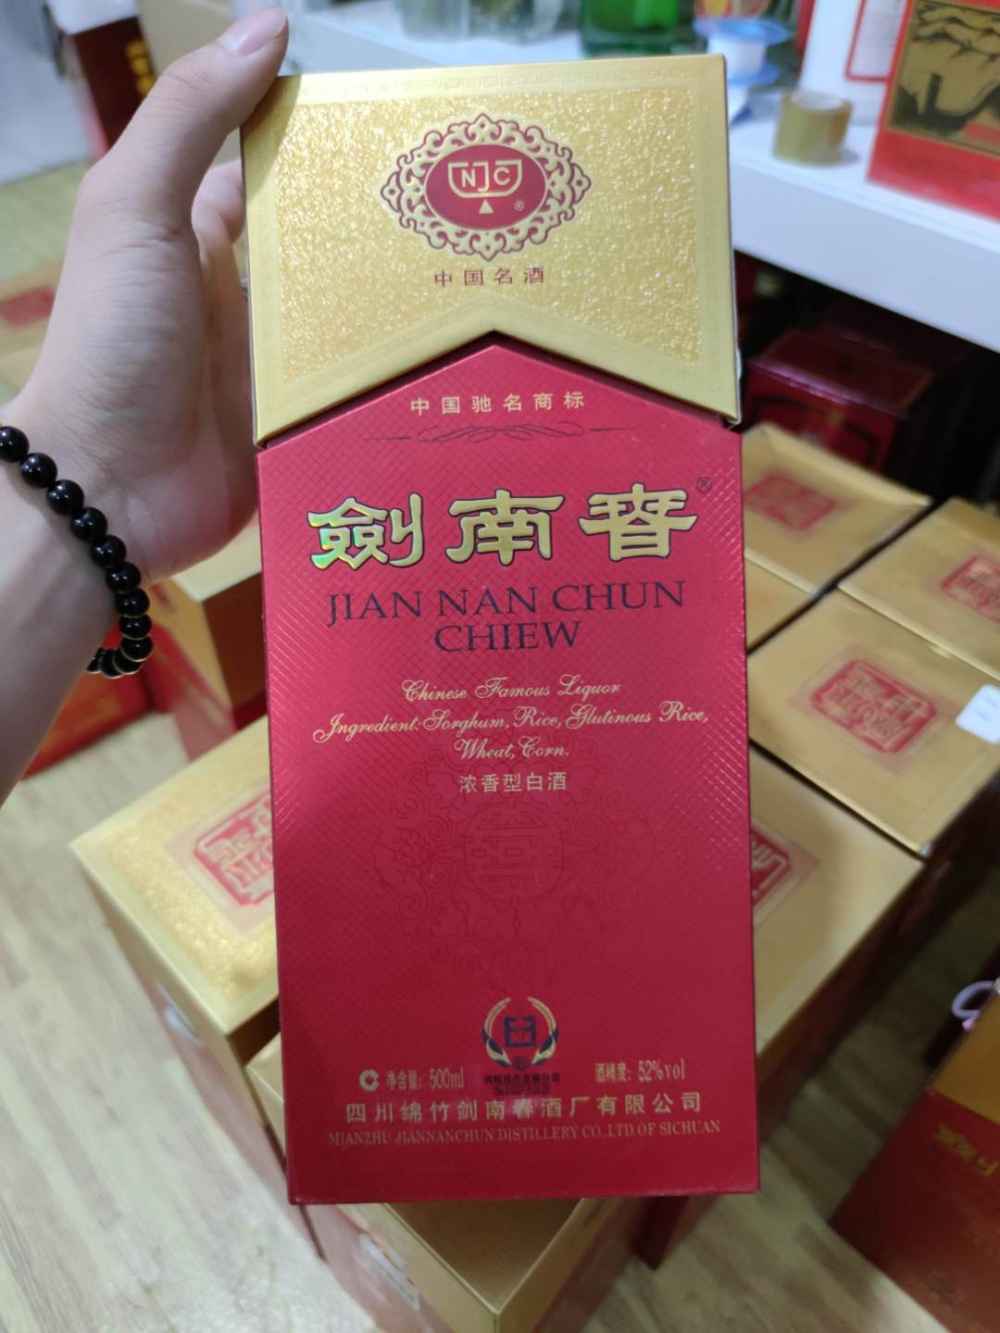 NJC
®
中国名酒
中国驰名商标
劍南春®
JIAN NAN CHUN
CHIEW
Chinese Famous Liquor
Ingredient:Sorghum, Rice, Glutinous Rice,
Wheat, Corn.
浓香型白酒
净含量: 500ml 酒精度: 52%vol
四川绵竹剑南春酒厂有限公司
MIANZHU JIANNANCHUN DISTILLERY CO.,LTD.OF SICHUAN